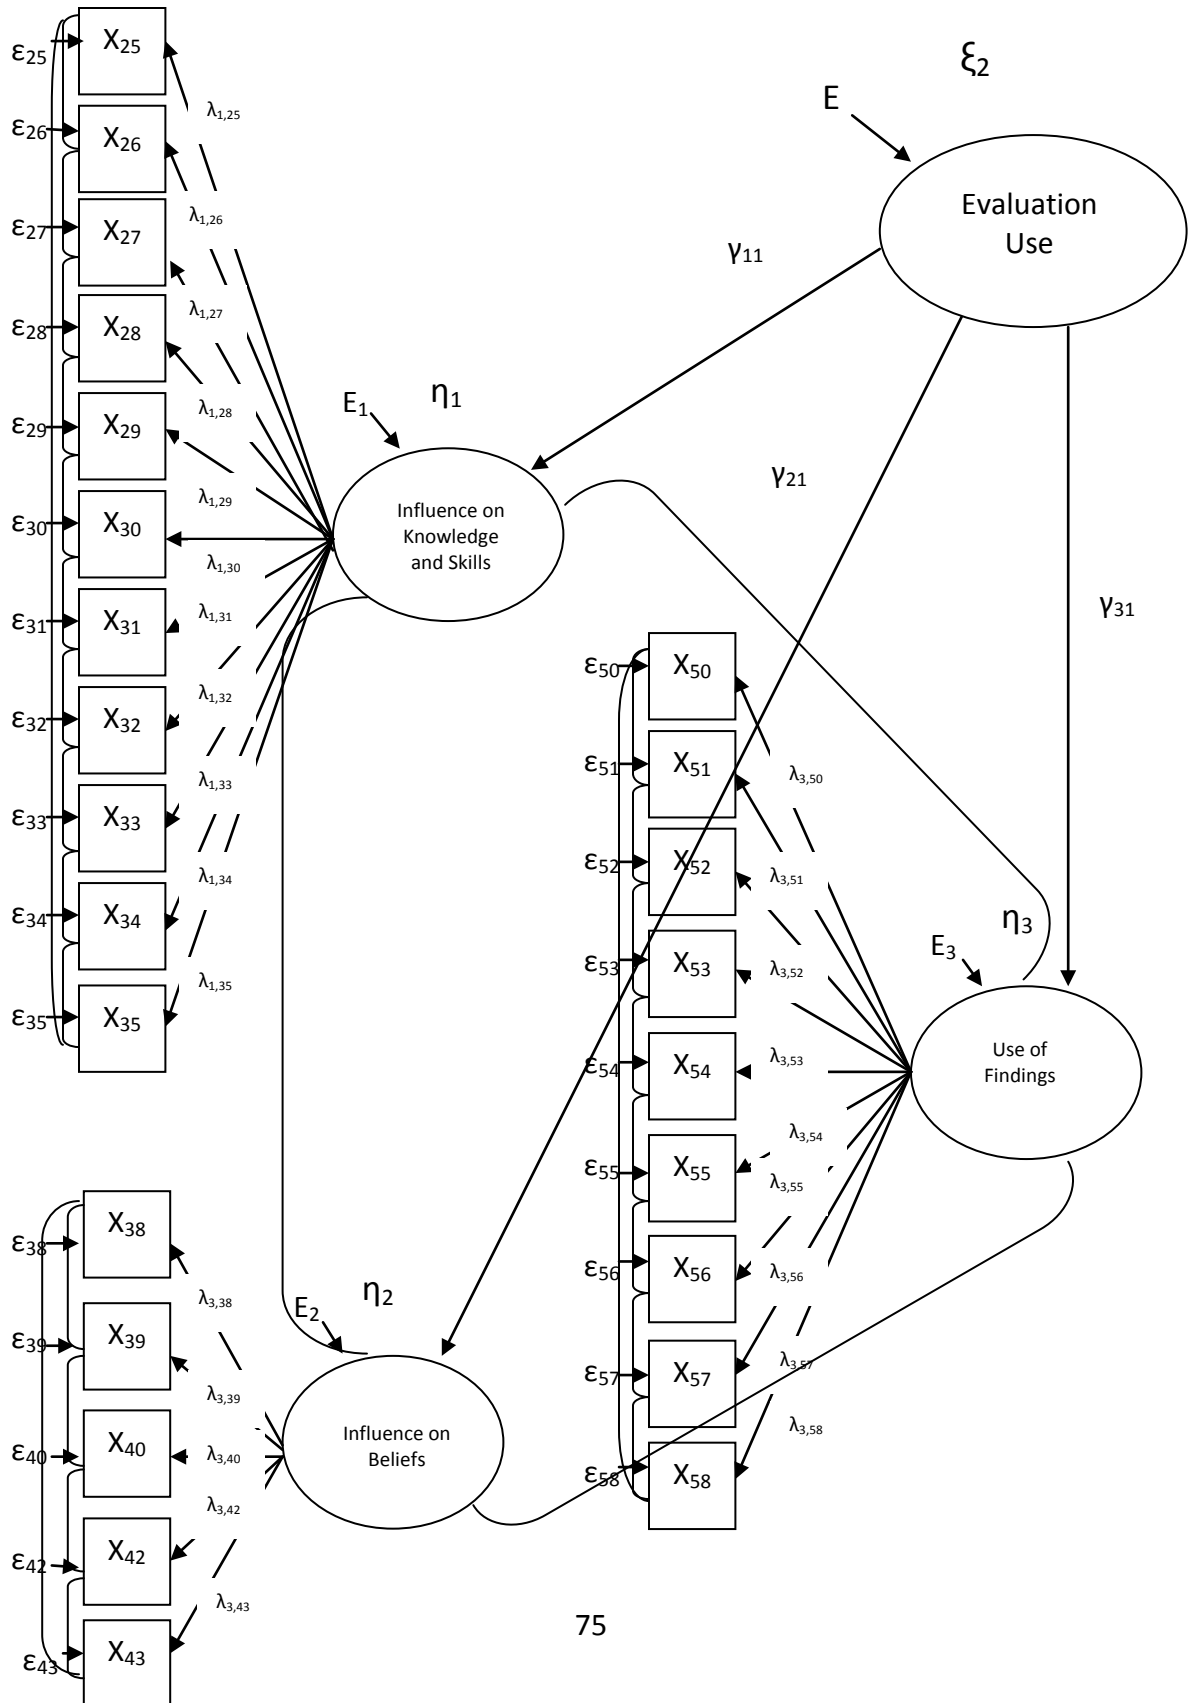 ξ₂
E
Evaluation
Use
γ₁₁
γ₂₁
γ₃₁
ε₂₅ X₂₅
λ₁,₂₅
ε₂₆ X₂₆
λ₁,₂₆
ε₂₇ X₂₇
λ₁,₂₇
ε₂₈ X₂₈
λ₁,₂₈
ε₂₉ X₂₉
λ₁,₂₉
ε₃₀ X₃₀
λ₁,₃₀
ε₃₁ X₃₁
λ₁,₃₁
ε₃₂ X₃₂
λ₁,₃₂
ε₃₃ X₃₃
λ₁,₃₃
ε₃₄ X₃₄
λ₁,₃₄
ε₃₅ X₃₅
λ₁,₃₅
E₁ η₁
Influence on
Knowledge
and Skills
ε₅₀ X₅₀
λ₃,₅₀
ε₅₁ X₅₁
λ₃,₅₁
ε₅₂ X₅₂
λ₃,₅₂
ε₅₃ X₅₃
λ₃,₅₃
ε₅₄ X₅₄
λ₃,₅₄
ε₅₅ X₅₅
λ₃,₅₅
ε₅₆ X₅₆
λ₃,₅₆
ε₅₇ X₅₇
λ₃,₅₇
ε₅₈ X₅₈
λ₃,₅₈
E₃ η₃
Use of
Findings
ε₃₈ X₃₈
λ₃,₃₈
ε₃₉ X₃₉
λ₃,₃₉
ε₄₀ X₄₀
λ₃,₄₀
ε₄₂ X₄₂
λ₃,₄₂
ε₄₃ X₄₃
λ₃,₄₃
E₂ η₂
Influence on
Beliefs
75